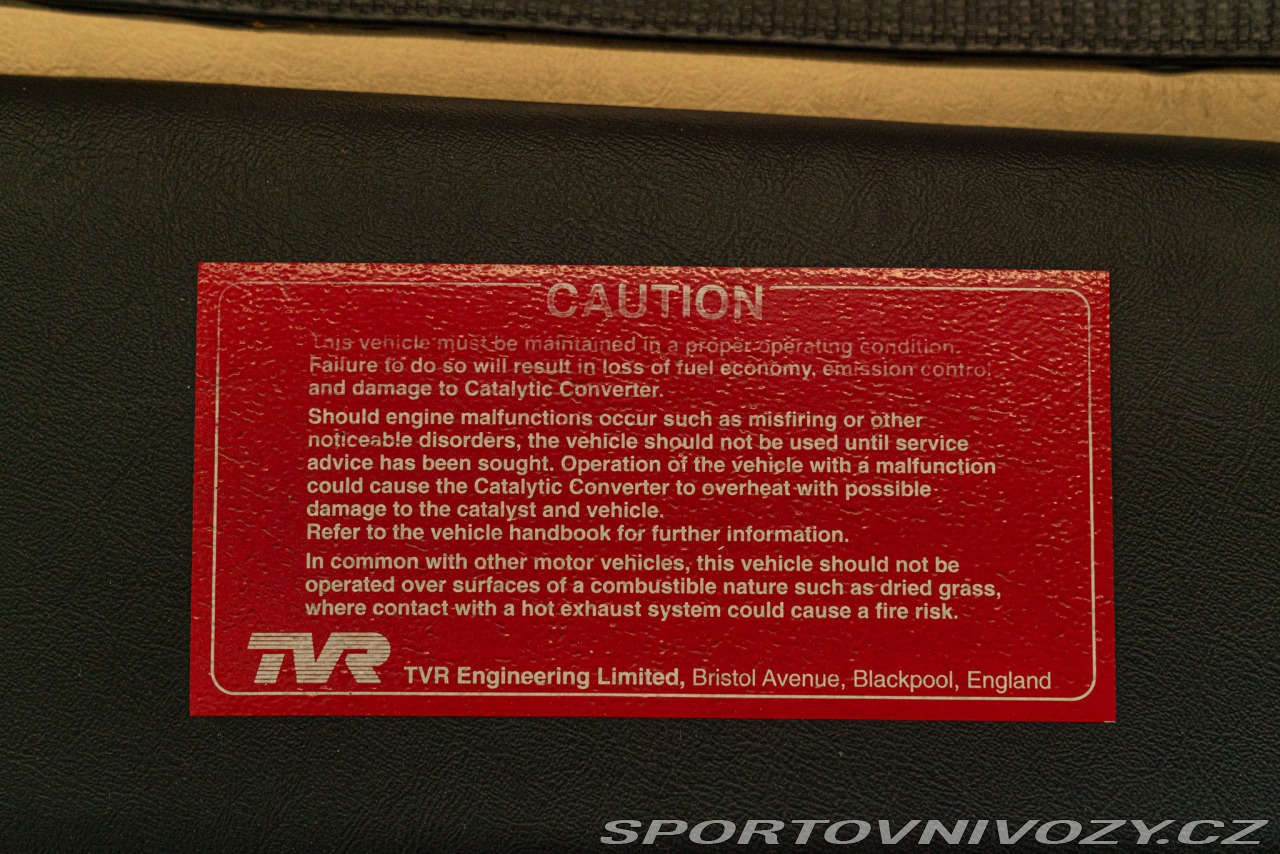 CAUTION
This vehicle must be maintained in a proper operating condition.
Failure to do so will result in loss of fuel economy, emission control
and damage to Catalytic Converter.
Should engine malfunctions occur such as misfiring or other
noticeable disorders, the vehicle should not be used until service
advice has been sought. Operation of the vehicle with a malfunction
could cause the Catalytic Converter to overheat with possible
damage to the catalyst and vehicle.
Refer to the vehicle handbook for further information.
In common with other motor vehicles, this vehicle should not be
operated over surfaces of a combustible nature such as dried grass,
where contact with a hot exhaust system could cause a fire risk.
TVR TVR Engineering Limited, Bristol Avenue, Blackpool, England
SPORTOVNIVOZY.CZ